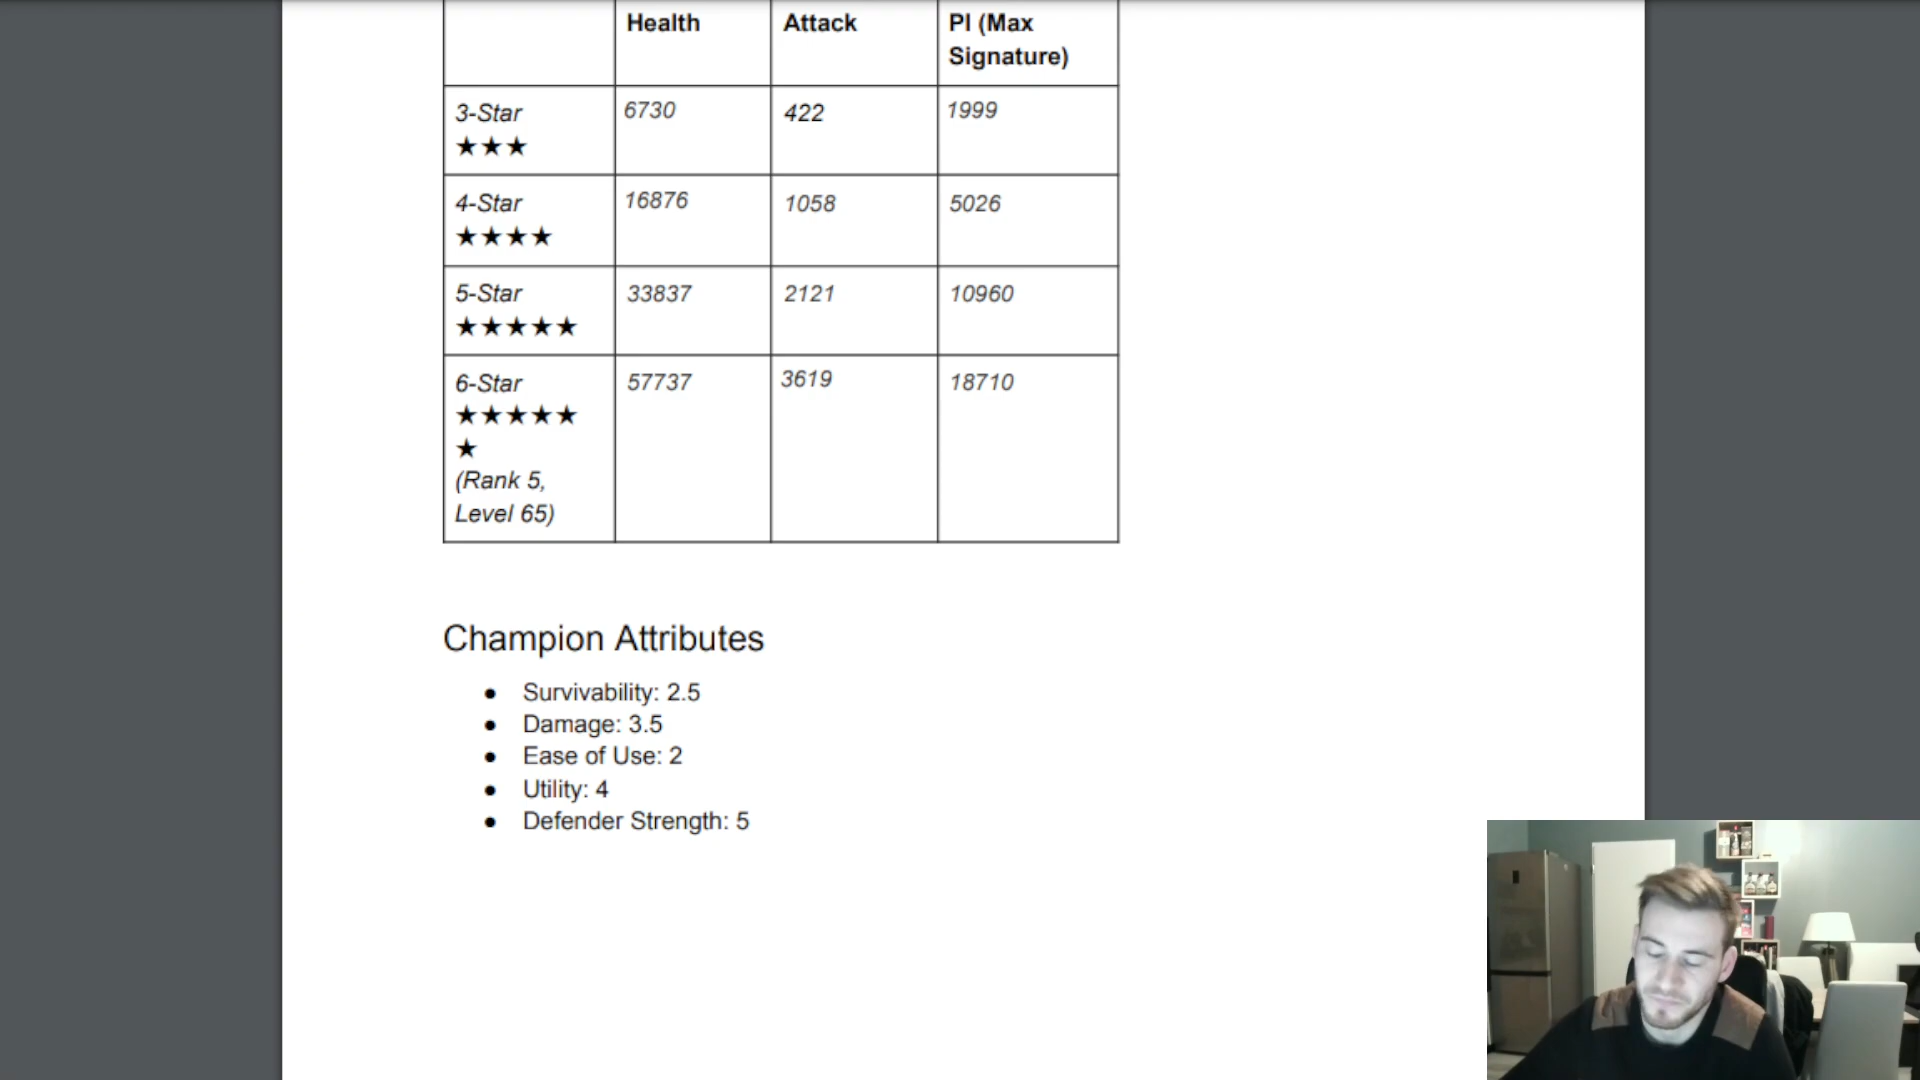 Health Attack PI (Max
Signature)
3-Star 6730 422 1999
★★★
4-Star 16876 1058 5026
★★★★
5-Star 33837 2121 10960
★★★★★
6-Star 57737 3619 18710
★★★★★
★
(Rank 5,
Level 65)
Champion Attributes
● Survivability: 2.5
● Damage: 3.5
● Ease of Use: 2
● Utility: 4
● Defender Strength: 5